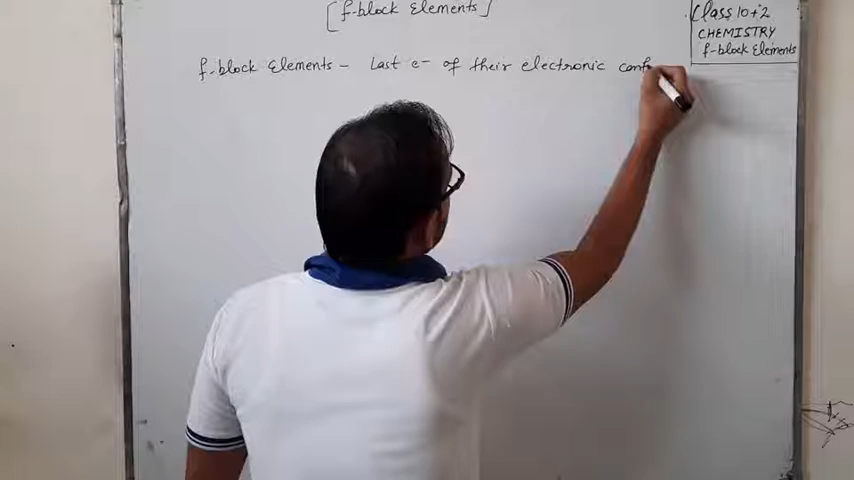 [f-block Elements]
Class 10+2
CHEMISTRY
f-block Elements
f-block Elements - Last e- of their electronic conf